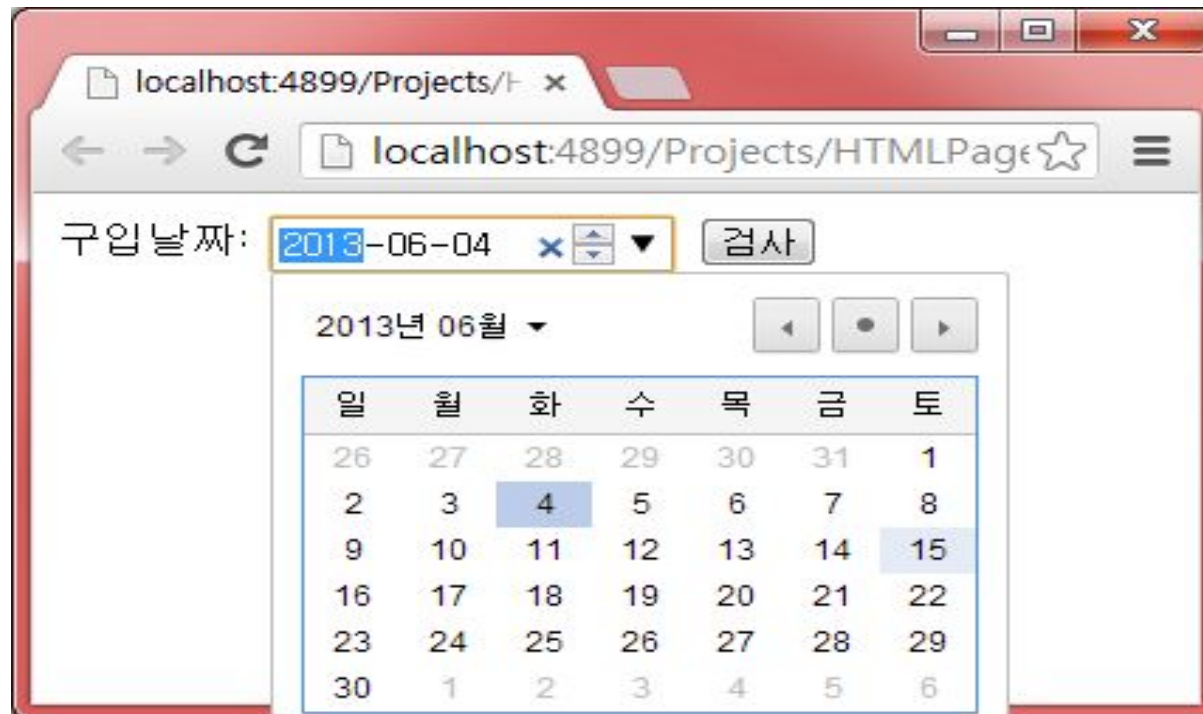 localhost:4899/Projects/H
localhost:4899/Projects/HTMLPage
구입날짜: 2013-06-04 검사
2013년 06월
일 월 화 수 목 금 토
26 27 28 29 30 31 1
2 3 4 5 6 7 8
9 10 11 12 13 14 15
16 17 18 19 20 21 22
23 24 25 26 27 28 29
30 1 2 3 4 5 6